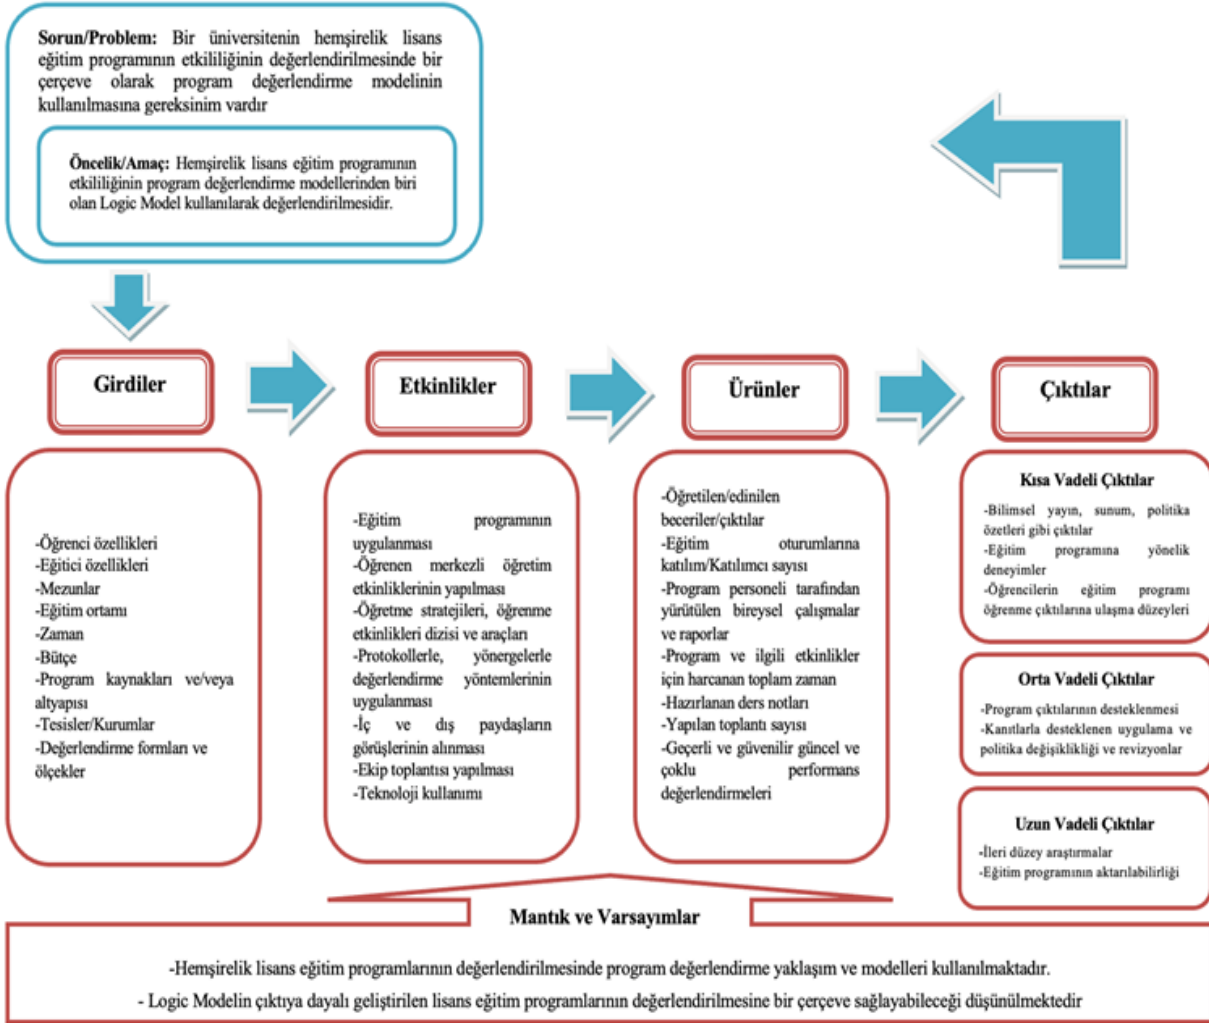 Sorun/Problem: Bir üniversitenin hemşirelik lisans
eğitim programının etkililiğinin değerlendirilmesinde bir
çerçeve olarak program değerlendirme modelinin
kullanılmasına gereksinim vardır
Öncelik/Amaç: Hemşirelik lisans eğitim programının
etkililiğinin program değerlendirme modellerinden biri
olan Logic Model kullanılarak değerlendirilmesidir.
Girdiler
-Öğrenci özellikleri
-Eğitici özellikleri
-Mezunlar
-Eğitim ortamı
-Zaman
-Bütçe
-Program kaynakları ve/veya
altyapısı
-Tesisler/Kurumlar
-Değerlendirme formları ve
ölçekler
Etkinlikler
-Eğitim programının
uygulanması
-Öğrenen merkezli öğretim
etkinliklerinin yapılması
-Öğretme stratejileri, öğrenme
etkinlikleri dizisi ve araçları
-Protokollerle, yönergelerle
değerlendirme yöntemlerinin
uygulanması
-İç ve dış paydaşların
görüşlerinin alınması
-Ekip toplantısı yapılması
-Teknoloji kullanımı
Ürünler
-Öğretilen/edinilen
beceriler/çıktılar
-Eğitim oturumlarına
katılım/Katılımcı sayısı
-Program personeli tarafından
yürütülen bireysel çalışmalar
ve raporlar
-Program ve ilgili etkinlikler
için harcanan toplam zaman
-Hazırlanan ders notları
-Yapılan toplantı sayısı
-Geçerli ve güvenilir güncel ve
çoklu performans
değerlendirmeleri
Çıktılar
Kısa Vadeli Çıktılar
-Bilimsel yayın, sunum, politika
özetleri gibi çıktılar
-Eğitim programına yönelik
deneyimler
-Öğrencilerin eğitim programı
öğrenme çıktılarına ulaşma düzeyleri
Orta Vadeli Çıktılar
-Program çıktılarının desteklenmesi
-Kanıtlarla desteklenen uygulama ve
politika değişiklikliği ve revizyonlar
Uzun Vadeli Çıktılar
-İleri düzey araştırmalar
-Eğitim programının aktarılabilirliği
Mantık ve Varsayımlar
-Hemşirelik lisans eğitim programlarının değerlendirilmesinde program değerlendirme yaklaşım ve modelleri kullanılmaktadır.
- Logic Modelin çıktıya dayalı geliştirilen lisans eğitim programlarının değerlendirilmesine bir çerçeve sağlayabileceği düşünülmektedir